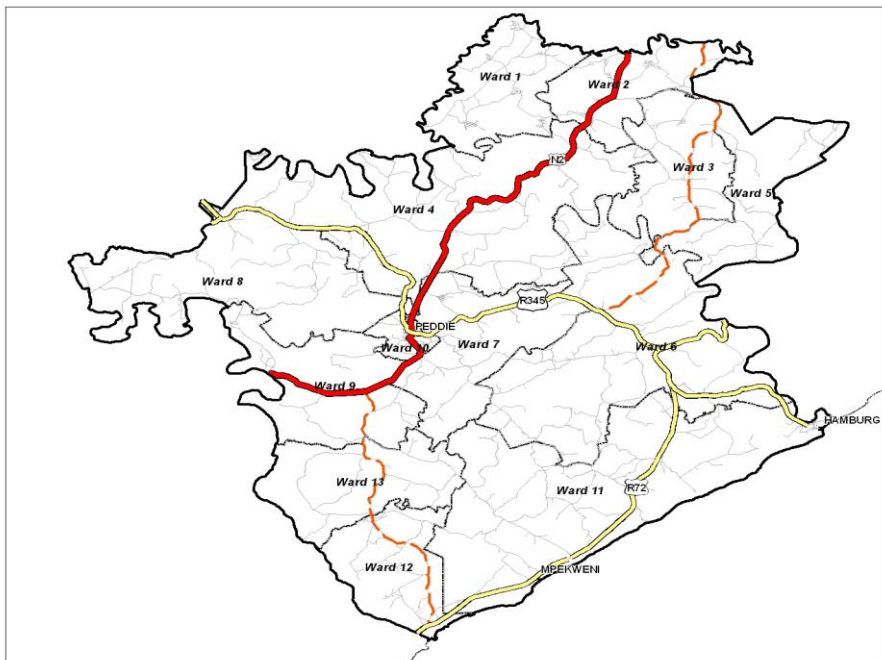 Ward 1
Ward 2
N2
Ward 3
Ward 5
Ward 4
Ward 8
R345
PEDDIE
Ward 10
Ward 7
Ward 6
Ward 9
HAMBURG
Ward 13
Ward 11
R72
Ward 12
MPEKWENI